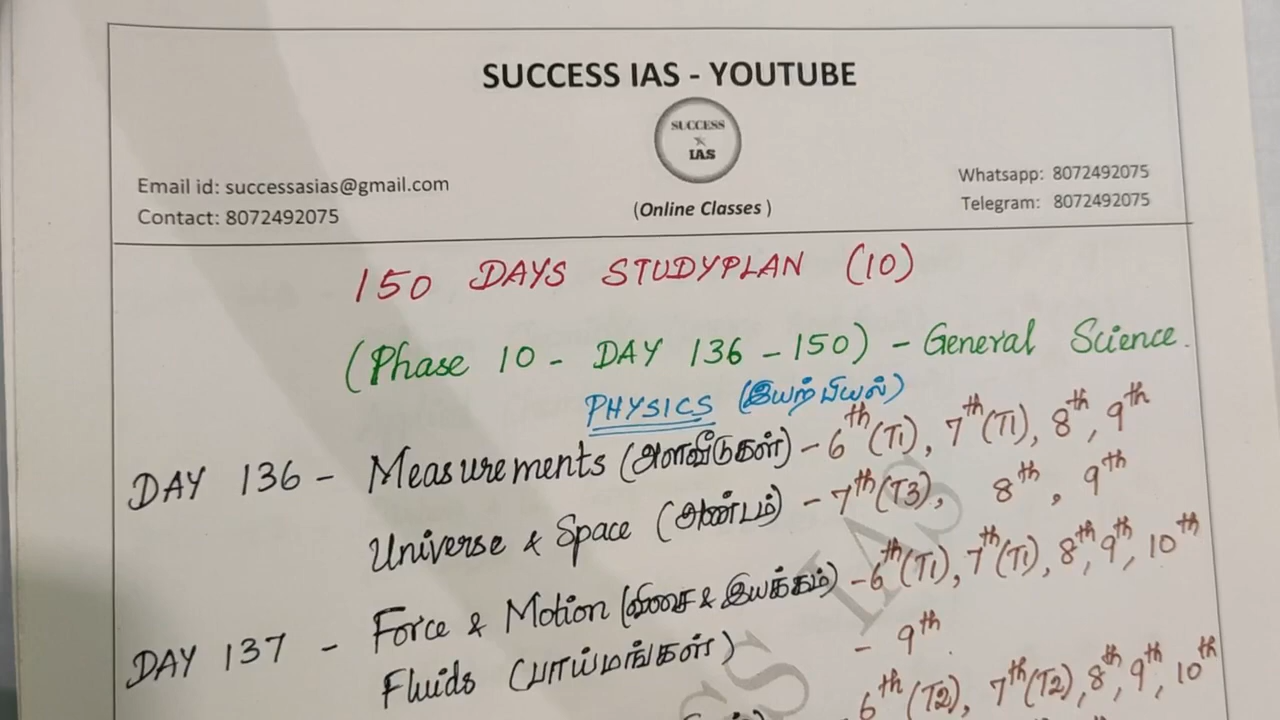 SUCCESS IAS - YOUTUBE
SUCCESS
IAS
Email id: successasias@gmail.com
Contact: 8072492075
(Online Classes )
Whatsapp: 8072492075
Telegram: 8072492075
150 DAYS STUDYPLAN (10)
(Phase 10 - DAY 136 - 150) - General Science.
PHYSICS (இயற்பியல்)
DAY 136 - Measurements (அளவீடுகள்) - 6th (T1), 7th (T1), 8th, 9th
Universe & Space (அண்டம்) - 7th (T3), 8th, 9th
DAY 137 - Force & Motion (விசை & இயக்கம்) - 6th (T1), 7th (T1), 8th, 9th, 10th
Fluids (பாய்மங்கள்) - 9th
6th (T2), 7th (T2), 8th, 9th, 10th
IAS